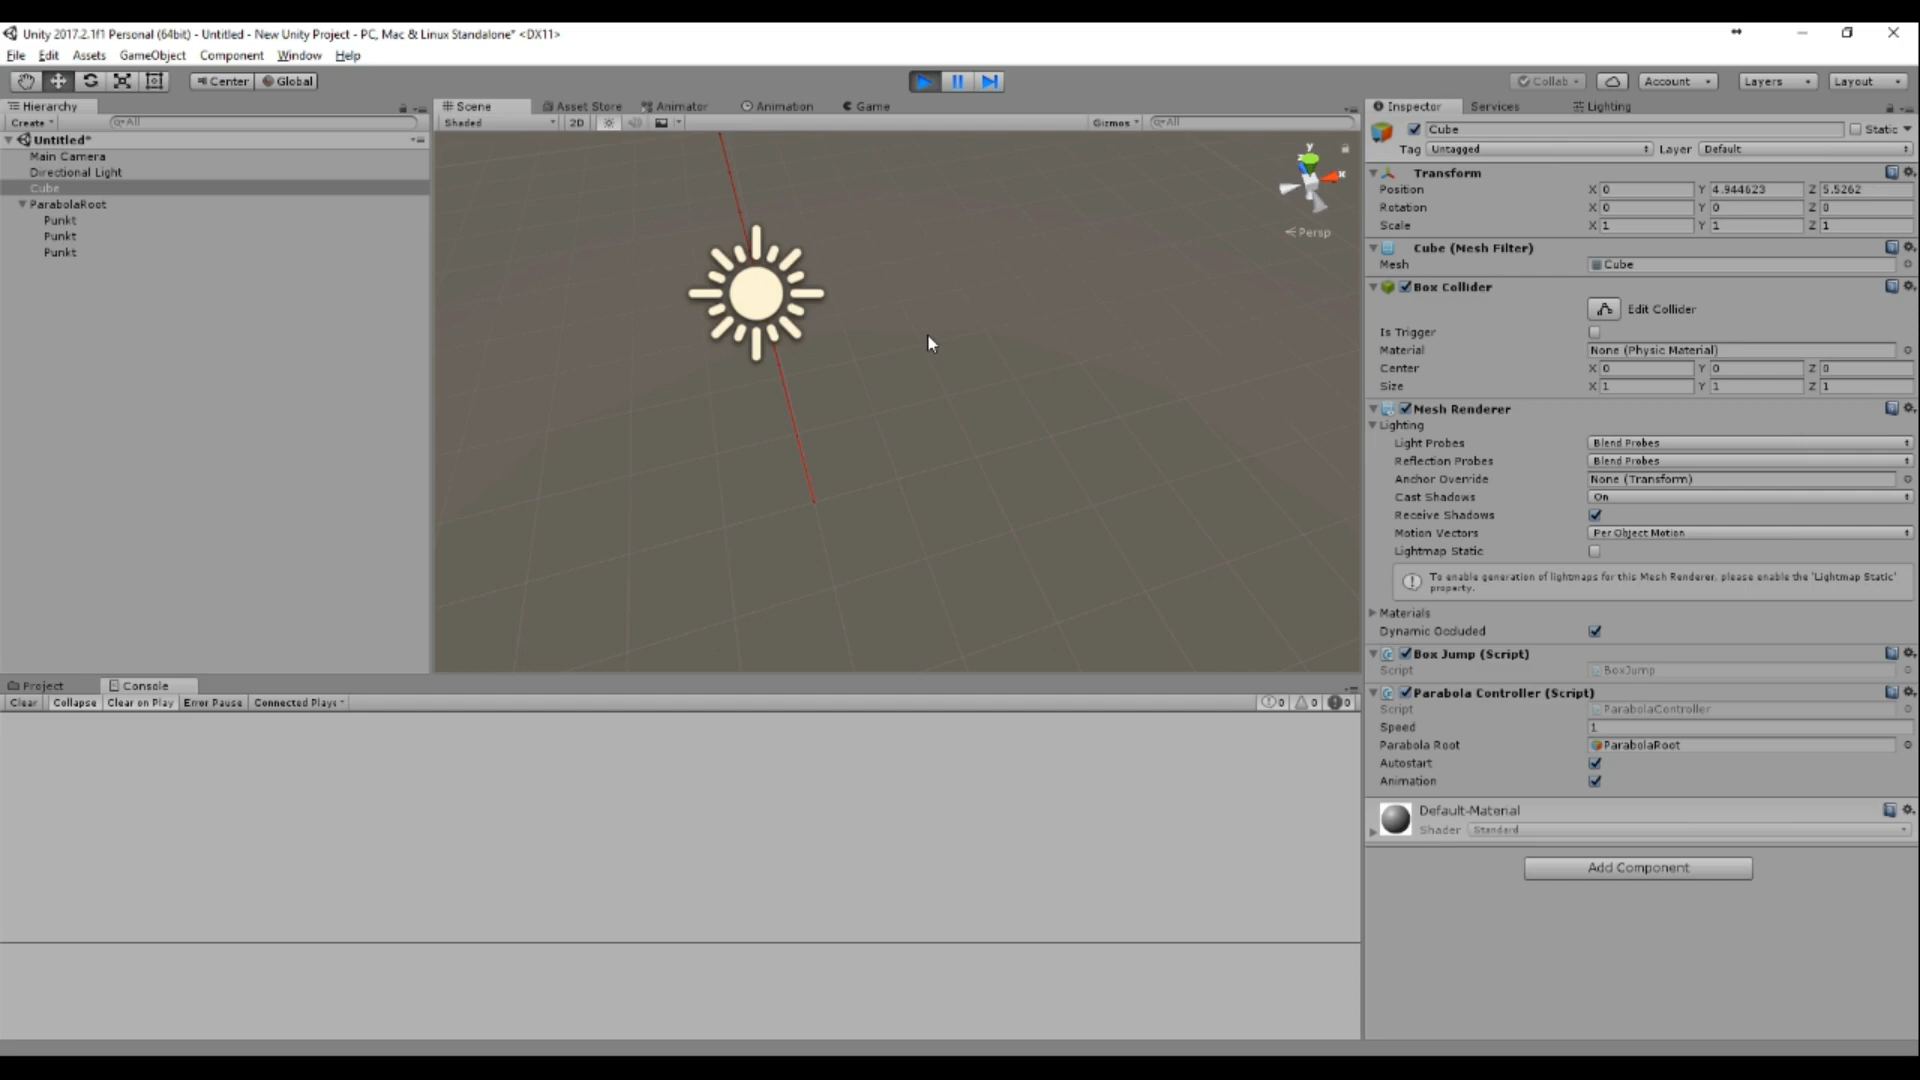 Unity 2017.2.1f1 Personal (64bit) - Untitled - New Unity Project - PC, Mac & Linux Standalone* <DX11>
File Edit Assets GameObject Component Window Help
Center Global Collab Account Layers Layout
Hierarchy Scene Asset Store Animator Animation Game Inspector Services Lighting
Create All Shaded 2D Gizmos All
Untitled*
Main Camera
Directional Light
Cube
ParabolaRoot
Punkt
Punkt
Punkt
y
z
x
Persp
Cube Static
Tag Untagged Layer Default
Transform
Position X 0 Y 4.944623 Z 5.5262
Rotation X 0 Y 0 Z 0
Scale X 1 Y 1 Z 1
Cube (Mesh Filter)
Mesh Cube
Box Collider
Edit Collider
Is Trigger
Material None (Physic Material)
Center X 0 Y 0 Z 0
Size X 1 Y 1 Z 1
Mesh Renderer
Lighting
Light Probes Blend Probes
Reflection Probes Blend Probes
Anchor Override None (Transform)
Cast Shadows On
Receive Shadows
Motion Vectors Per Object Motion
Lightmap Static
To enable generation of lightmaps for this Mesh Renderer, please enable the 'Lightmap Static'
property.
Materials
Dynamic Occluded
Box Jump (Script)
Script BoxJump
Parabola Controller (Script)
Script ParabolaController
Speed 1
Parabola Root ParabolaRoot
Autostart
Animation
Default-Material
Shader Standard
Add Component
Project Console
Clear Collapse Clear on Play Error Pause Connected Playe 0 0 0